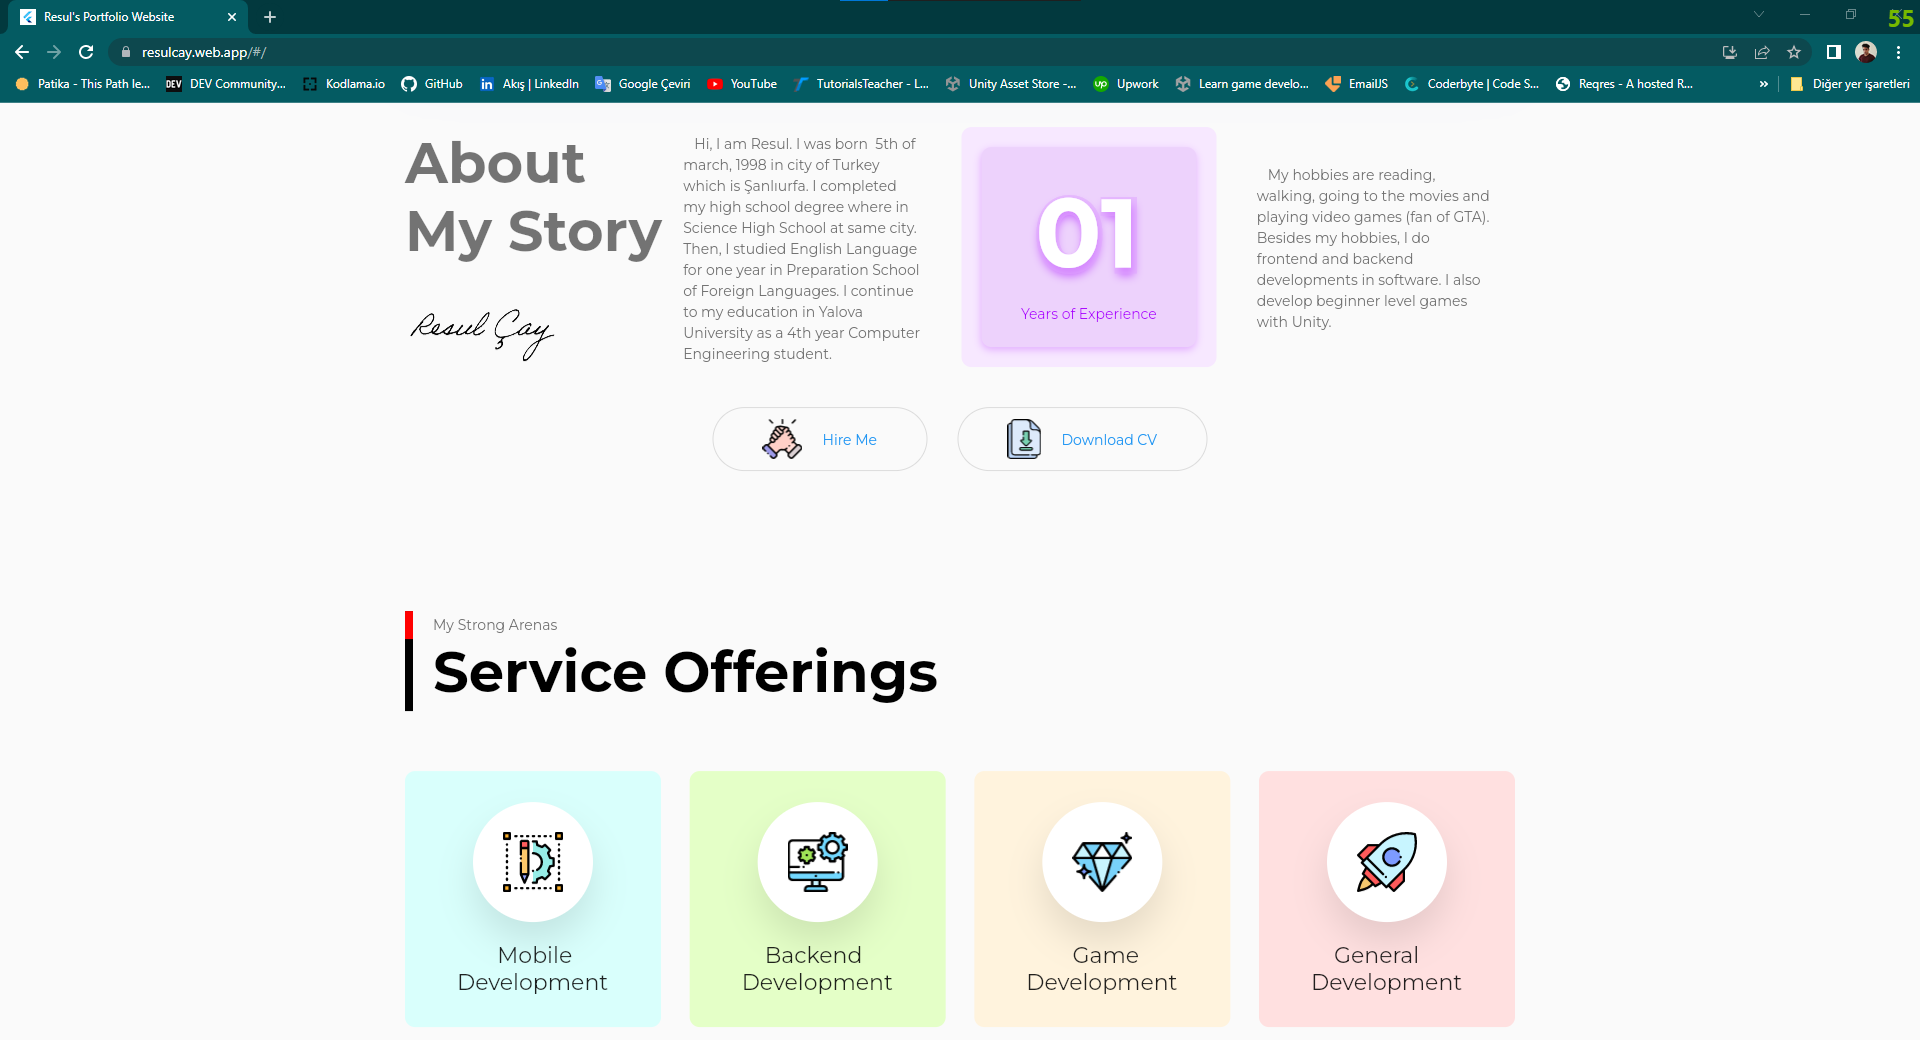 Resul's Portfolio Website
55
resulcay.web.app/#/
Patika - This Path le...
DEV
DEV Community...
Kodlama.io
GitHub
in
Akış | LinkedIn
Google Çeviri
YouTube
TutorialsTeacher - L...
Unity Asset Store -...
up
Upwork
Learn game develo...
EmailJS
Coderbyte | Code S...
Reqres - A hosted R...
»
Diğer yer işaretleri
About
My Story
Resul Çay
Hi, I am Resul. I was born  5th of
march, 1998 in city of Turkey
which is Şanlıurfa. I completed
my high school degree where in
Science High School at same city.
Then, I studied English Language
for one year in Preparation School
of Foreign Languages. I continue
to my education in Yalova
University as a 4th year Computer
Engineering student.
01
Years of Experience
My hobbies are reading,
walking, going to the movies and
playing video games (fan of GTA).
Besides my hobbies, I do
frontend and backend
developments in software. I also
develop beginner level games
with Unity.
Hire Me
Download CV
My Strong Arenas
Service Offerings
Mobile
Development
Backend
Development
Game
Development
General
Development